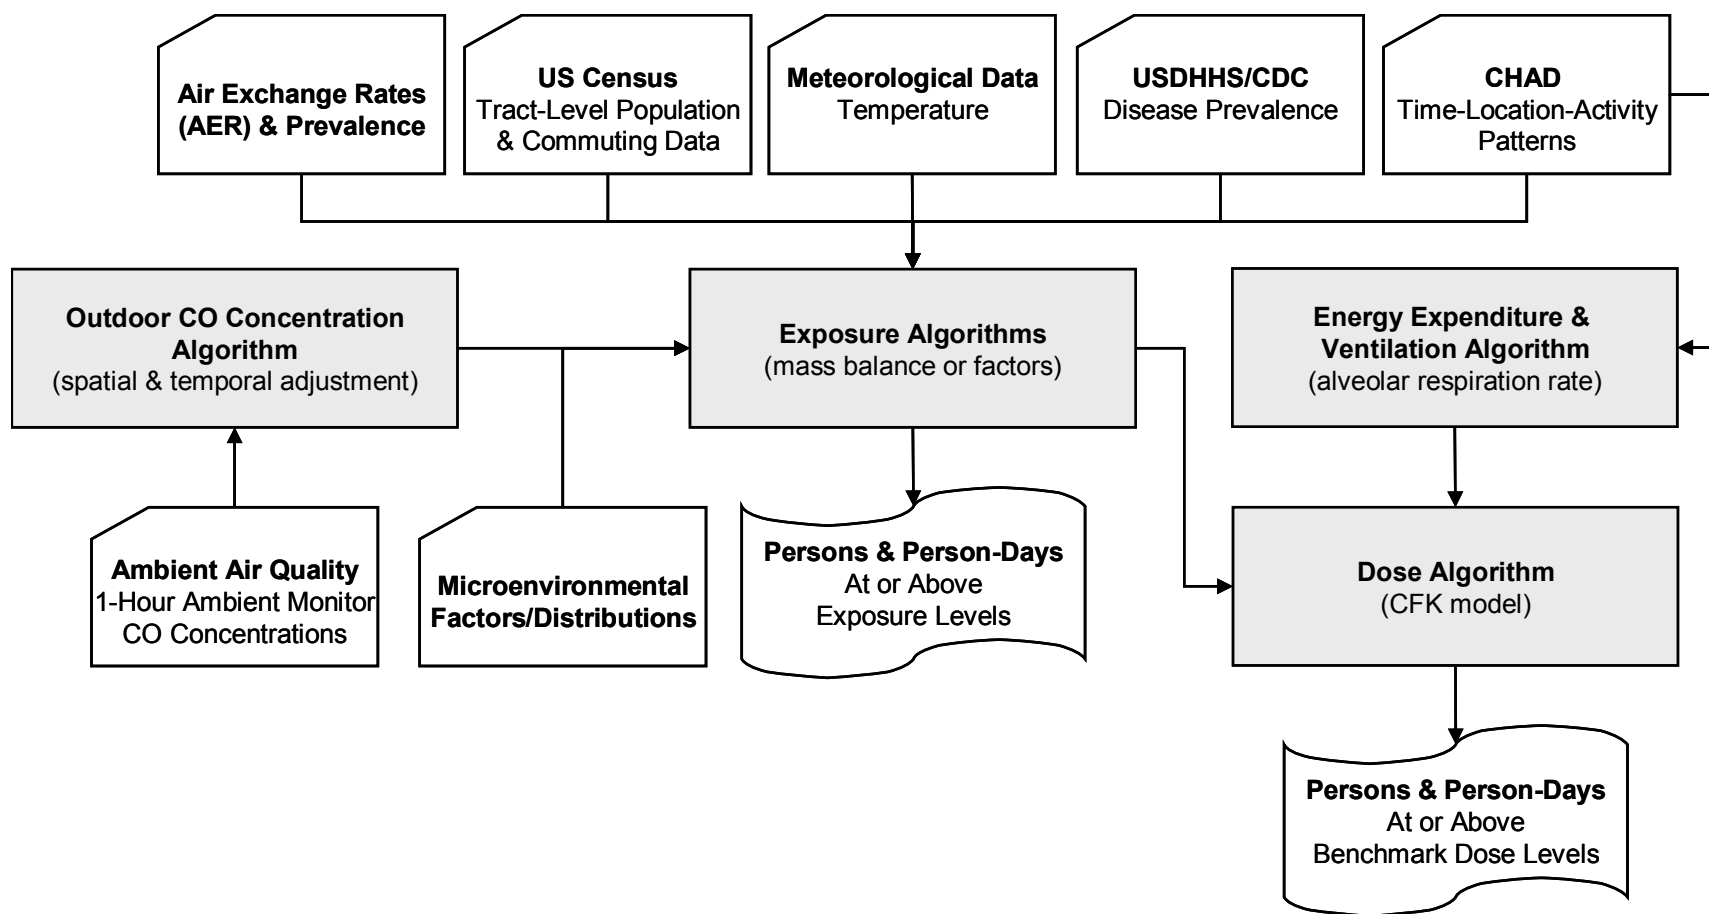 Air Exchange Rates
(AER) & Prevalence
US Census
Tract-Level Population
& Commuting Data
Meteorological Data
Temperature
USDHHS/CDC
Disease Prevalence
CHAD
Time-Location-Activity
Patterns
Outdoor CO Concentration
Algorithm
(spatial & temporal adjustment)
Exposure Algorithms
(mass balance or factors)
Energy Expenditure &
Ventilation Algorithm
(alveolar respiration rate)
Ambient Air Quality
1-Hour Ambient Monitor
CO Concentrations
Microenvironmental
Factors/Distributions
Persons & Person-Days
At or Above
Exposure Levels
Dose Algorithm
(CFK model)
Persons & Person-Days
At or Above
Benchmark Dose Levels